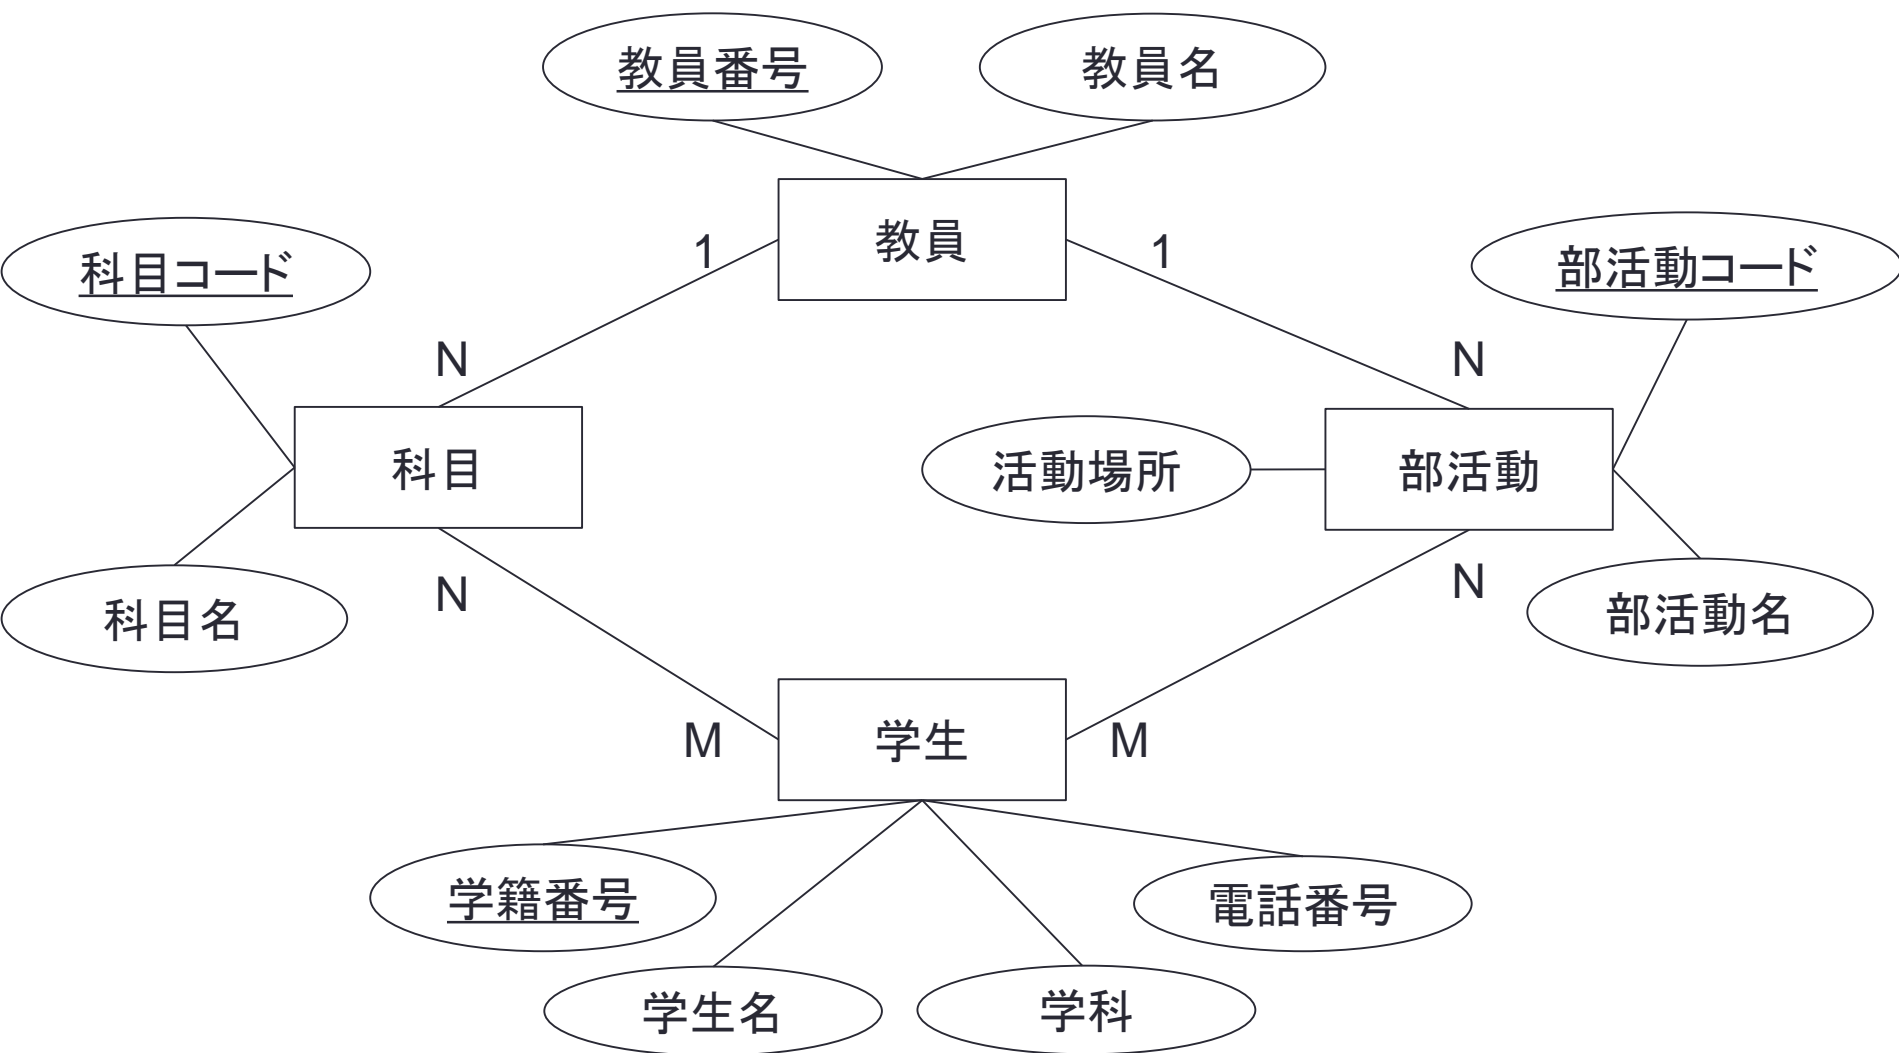 教員番号
教員名
教員
1
1
科目コード
部活動コード
N
N
科目
活動場所
部活動
N
N
科目名
部活動名
学生
M
M
学籍番号
電話番号
学生名
学科